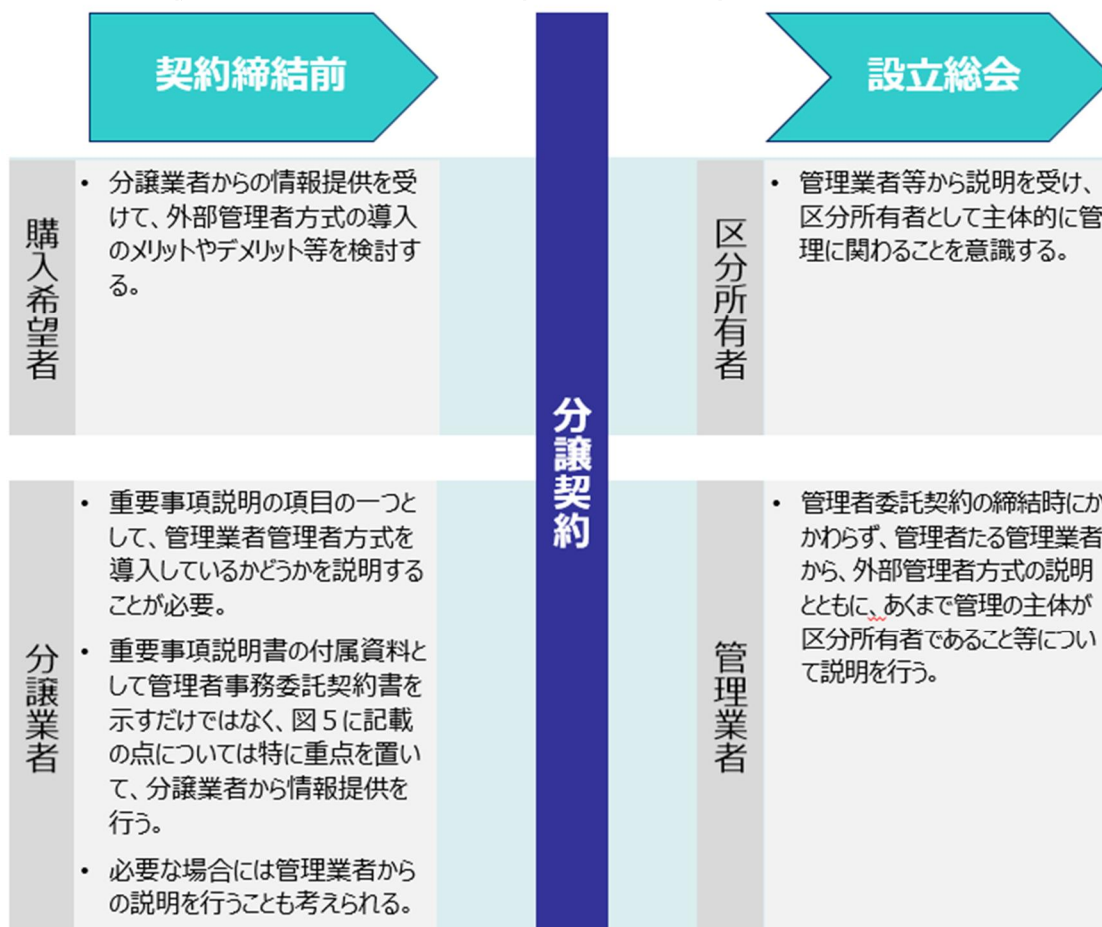 契約締結前
設立総会
購入希望者
• 分譲業者からの情報提供を受
けて、外部管理者方式の導入
のメリットやデメリット等を検討す
る。
区分所有者
• 管理業者等から説明を受け、
区分所有者として主体的に管
理に関わることを意識する。
分譲契約
分譲業者
• 重要事項説明の項目の一つと
して、管理業者管理者方式を
導入しているかどうかを説明する
ことが必要。
• 重要事項説明書の付属資料と
して管理者事務委託契約書を
示すだけではなく、図5に記載
の点については特に重点を置い
て、分譲業者から情報提供を
行う。
• 必要な場合には管理業者から
の説明を行うことも考えられる。
管理業者
• 管理者委託契約の締結時にか
かわらず、管理者たる管理業者
から、外部管理者方式の説明
とともに、あくまで管理の主体が
区分所有者であること等につい
て説明を行う。